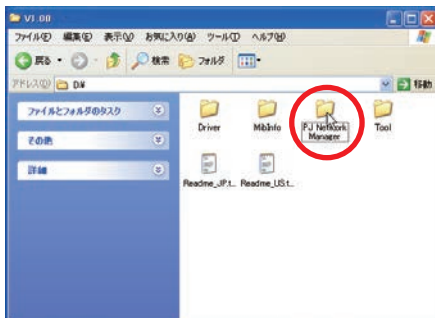 V1.00
ファイル(F) 編集(E) 表示(V) お気に入り(A) ツール(T) ヘルプ(H)
戻る 検索 フォルダ
アドレス(D) D:¥ 移動
ファイルとフォルダのタスク
その他
詳細
Driver MibInfo PJ Network Manager Tool
Readme_JP.t... Readme_US.t...